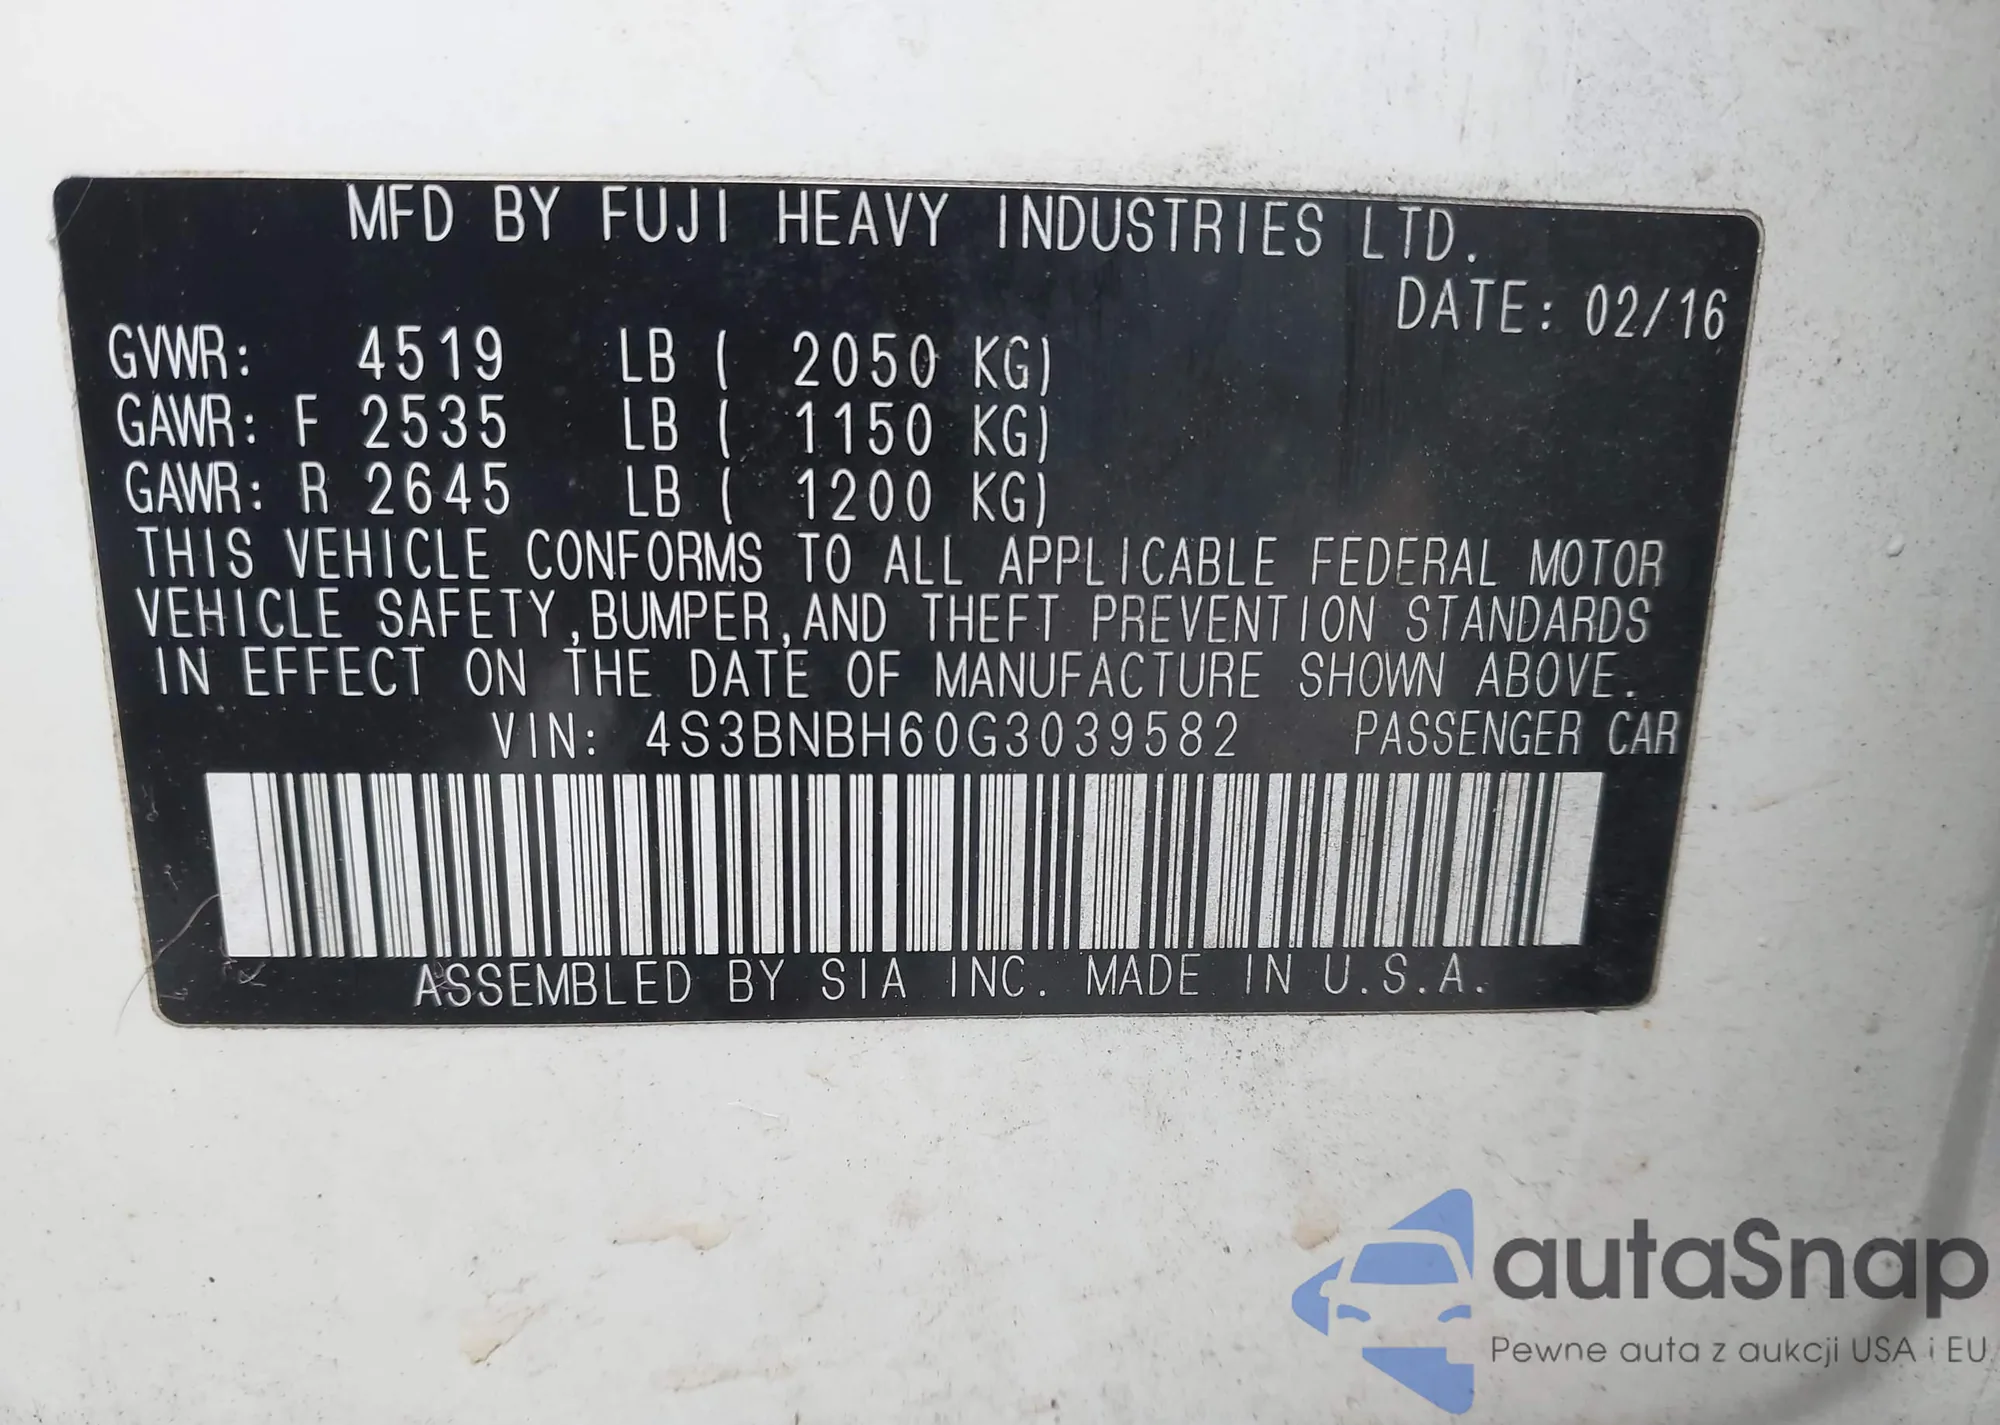 MFD BY FUJI HEAVY INDUSTRIES LTD.
DATE: 02/16
GVWR: 4519 LB ( 2050 KG)
GAWR: F 2535 LB ( 1150 KG)
GAWR: R 2645 LB ( 1200 KG)
THIS VEHICLE CONFORMS TO ALL APPLICABLE FEDERAL MOTOR
VEHICLE SAFETY,BUMPER,AND THEFT PREVENTION STANDARDS
IN EFFECT ON THE DATE OF MANUFACTURE SHOWN ABOVE.
VIN: 4S3BNBH60G3039582 PASSENGER CAR
ASSEMBLED BY SIA INC. MADE IN U.S.A.
autaSnap
Pewne auta z aukcji USA i EU